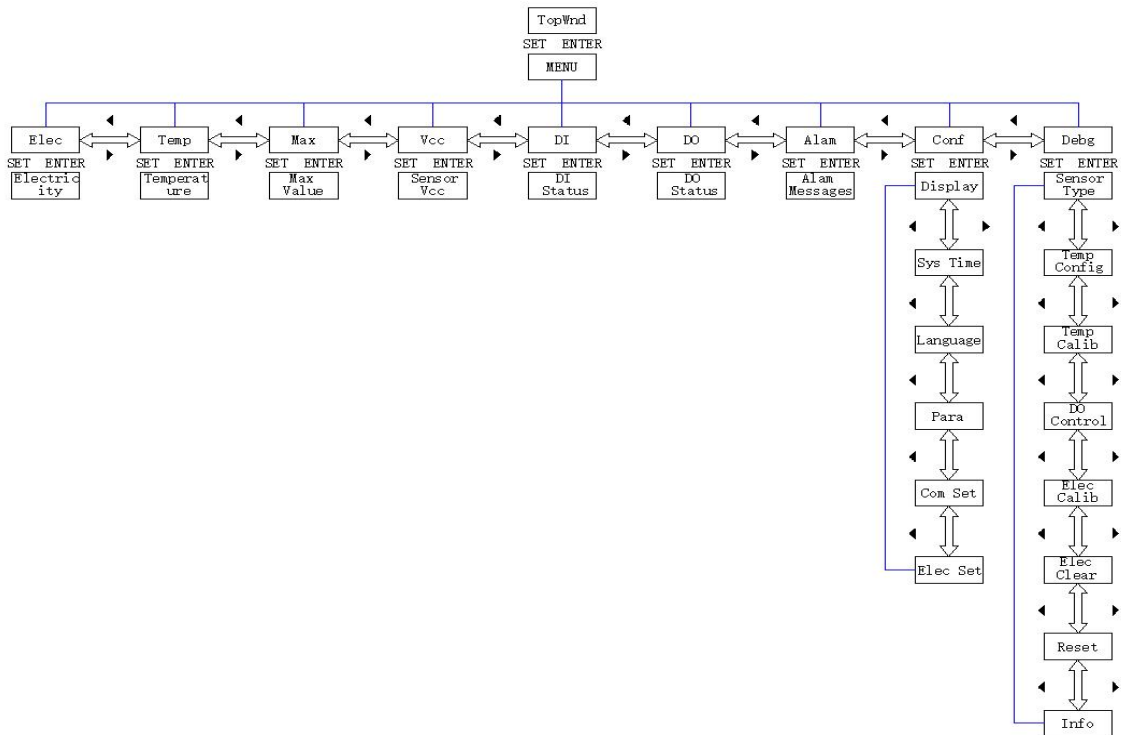 TopWnd
SET ENTER
MENU
Elec Temp Max Vcc DI DO Alam Conf Debg
SET ENTER SET ENTER SET ENTER SET ENTER SET ENTER SET ENTER SET ENTER SET ENTER SET ENTER
Electric
ity
Temperat
ure
Max
Value
Sensor
Vcc
DI
Status
DO
Status
Alam
Messages
Display
Sys Time
Language
Para
Com Set
Elec Set
Sensor
Type
Temp
Config
Temp
Calib
DO
Control
Elec
Calib
Elec
Clear
Reset
Info